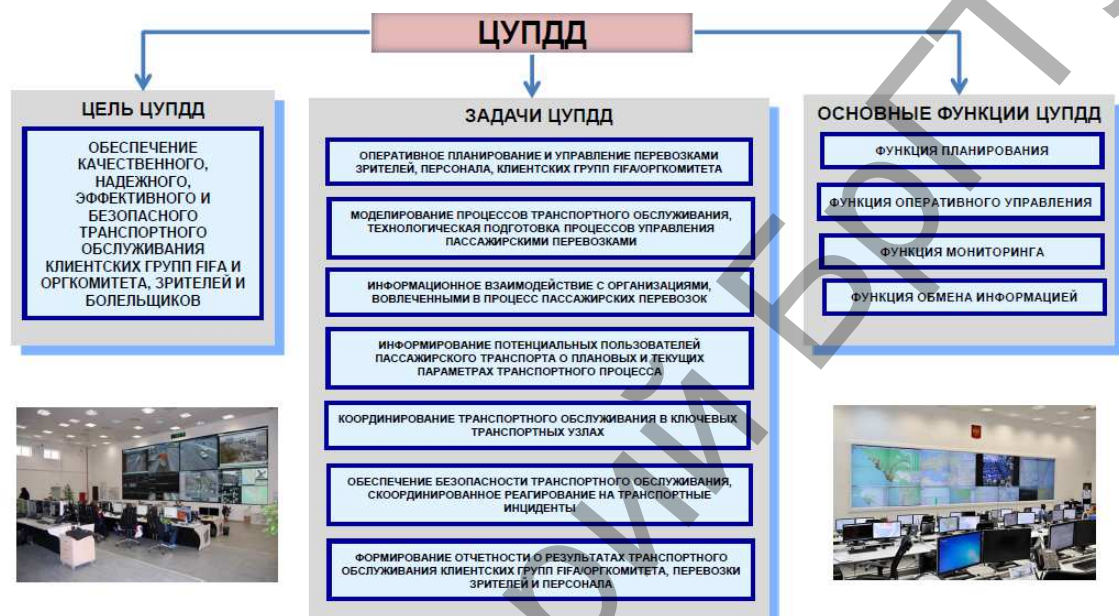 ЦУПДД
ЦЕЛЬ ЦУПДД
ОБЕСПЕЧЕНИЕ
КАЧЕСТВЕННОГО,
НАДЕЖНОГО,
ЭФФЕКТИВНОГО И
БЕЗОПАСНОГО
ТРАНСПОРТНОГО
ОБСЛУЖИВАНИЯ
КЛИЕНТСКИХ ГРУПП FIFA И
ОРГКОМИТЕТА, ЗРИТЕЛЕЙ И
БОЛЕЛЬЩИКОВ
ЗАДАЧИ ЦУПДД
ОПЕРАТИВНОЕ ПЛАНИРОВАНИЕ И УПРАВЛЕНИЕ ПЕРЕВОЗКАМИ
ЗРИТЕЛЕЙ, ПЕРСОНАЛА, КЛИЕНТСКИХ ГРУПП FIFA/ОРГКОМИТЕТА
МОДЕЛИРОВАНИЕ ПРОЦЕССОВ ТРАНСПОРТНОГО ОБСЛУЖИВАНИЯ,
ТЕХНОЛОГИЧЕСКАЯ ПОДГОТОВКА ПРОЦЕССОВ УПРАВЛЕНИЯ
ПАССАЖИРСКИМИ ПЕРЕВОЗКАМИ
ИНФОРМАЦИОННОЕ ВЗАИМОДЕЙСТВИЕ С ОРГАНИЗАЦИЯМИ,
ВОВЛЕЧЕННЫМИ В ПРОЦЕСС ПАССАЖИРСКИХ ПЕРЕВОЗОК
ИНФОРМИРОВАНИЕ ПОТЕНЦИАЛЬНЫХ ПОЛЬЗОВАТЕЛЕЙ
ПАССАЖИРСКОГО ТРАНСПОРТА О ПЛАНОВЫХ И ТЕКУЩИХ
ПАРАМЕТРАХ ТРАНСПОРТНОГО ПРОЦЕССА
КООРДИНИРОВАНИЕ ТРАНСПОРТНОГО ОБСЛУЖИВАНИЯ В КЛЮЧЕВЫХ
ТРАНСПОРТНЫХ УЗЛАХ
ОБЕСПЕЧЕНИЕ БЕЗОПАСНОСТИ ТРАНСПОРТНОГО ОБСЛУЖИВАНИЯ,
СКООРДИНИРОВАННОЕ РЕАГИРОВАНИЕ НА ТРАНСПОРТНЫЕ
ИНЦИДЕНТЫ
ФОРМИРОВАНИЕ ОТЧЕТНОСТИ О РЕЗУЛЬТАТАХ ТРАНСПОРТНОГО
ОБСЛУЖИВАНИЯ КЛИЕНТСКИХ ГРУПП FIFA/ОРГКОМИТЕТА, ПЕРЕВОЗКИ
ЗРИТЕЛЕЙ И ПЕРСОНАЛА
ОСНОВНЫЕ ФУНКЦИИ ЦУПДД
ФУНКЦИЯ ПЛАНИРОВАНИЯ
ФУНКЦИЯ ОПЕРАТИВНОГО УПРАВЛЕНИЯ
ФУНКЦИЯ МОНИТОРИНГА
ФУНКЦИЯ ОБМЕНА ИНФОРМАЦИЕЙ